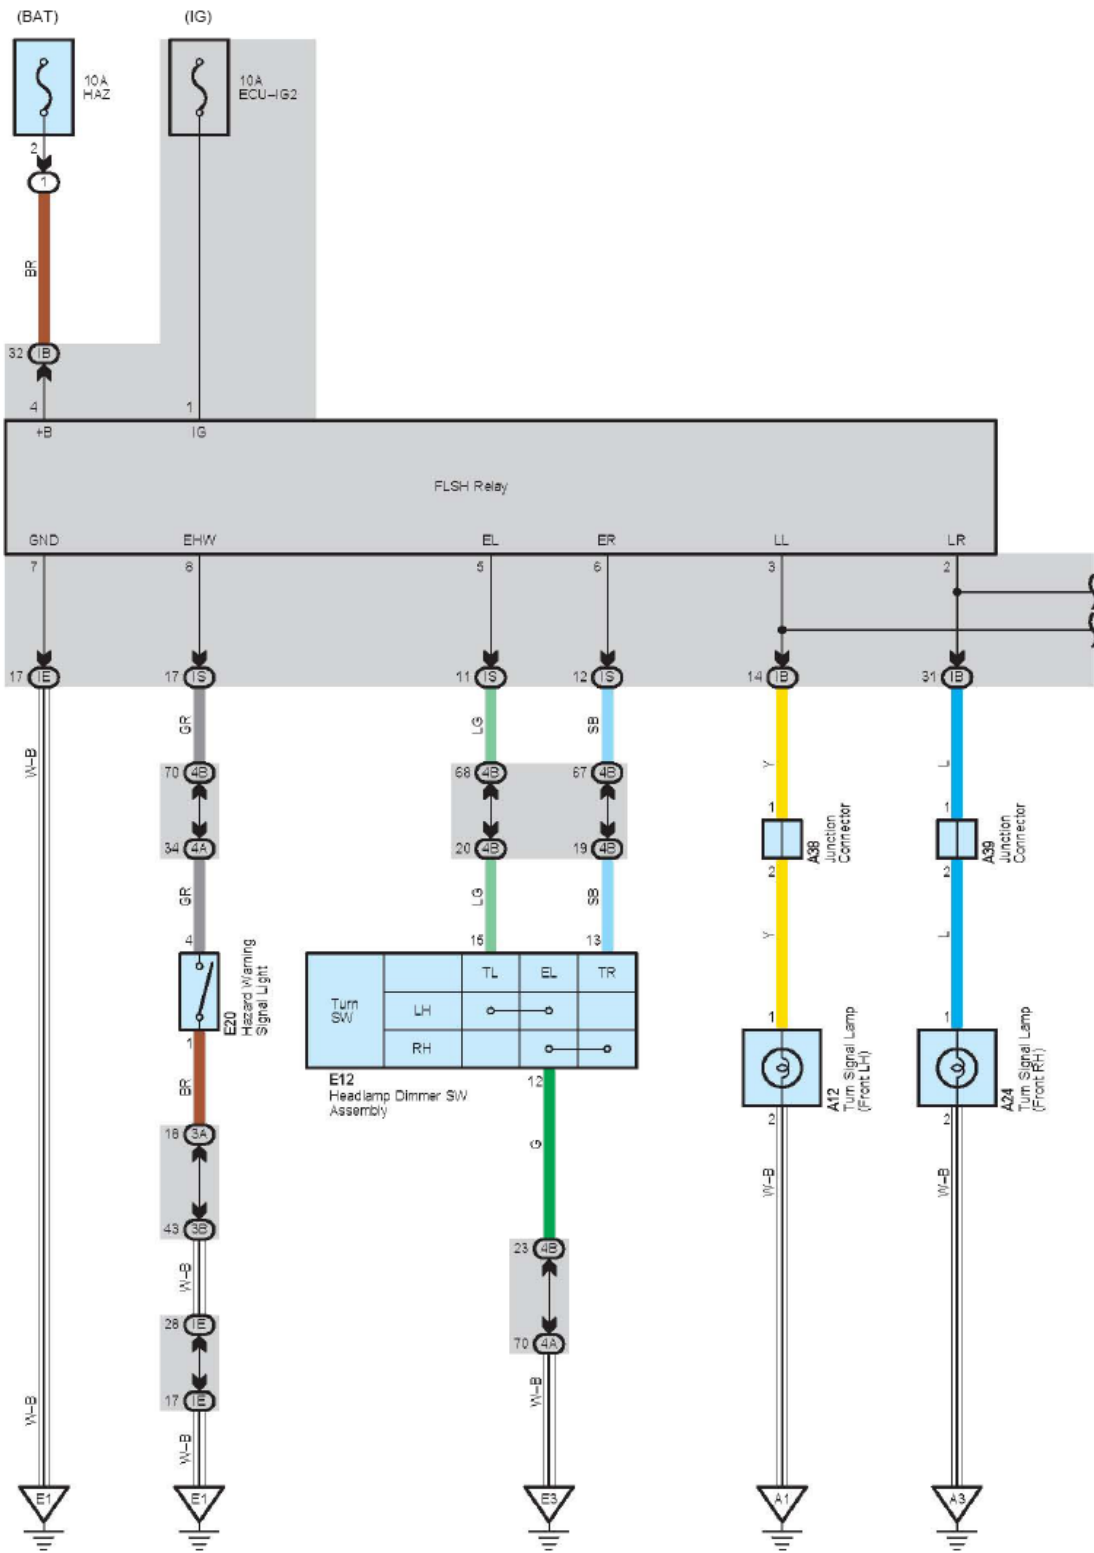 (BAT)
(IG)
10A
HAZ
10A
ECU-IG2
2
1
BR
32
IB
4
1
+B
IG
FLSH Relay
GND
EHW
EL
ER
LL
LR
7
8
5
6
3
2
17
IE
17
IS
11
IS
12
IS
14
IB
31
IB
W-B
GR
LG
SB
Y
L
70
4B
68
4B
67
4B
1
1
34
4A
20
4B
19
4B
A38
Junction
Connector
A39
Junction
Connector
2
2
GR
LG
SB
Y
L
4
15
13
Turn
SW
TL
EL
TR
LH
RH
E20
Hazard Warning
Signal Light
1
1
1
E12
Headlamp Dimmer SW
Assembly
12
A12
Turn Signal Lamp
(Front LH)
A24
Turn Signal Lamp
(Front RH)
2
2
BR
G
W-B
W-B
16
3A
43
3B
23
4B
W-B
28
IE
70
4A
17
IE
W-B
W-B
W-B
E1
E1
E3
A1
A3